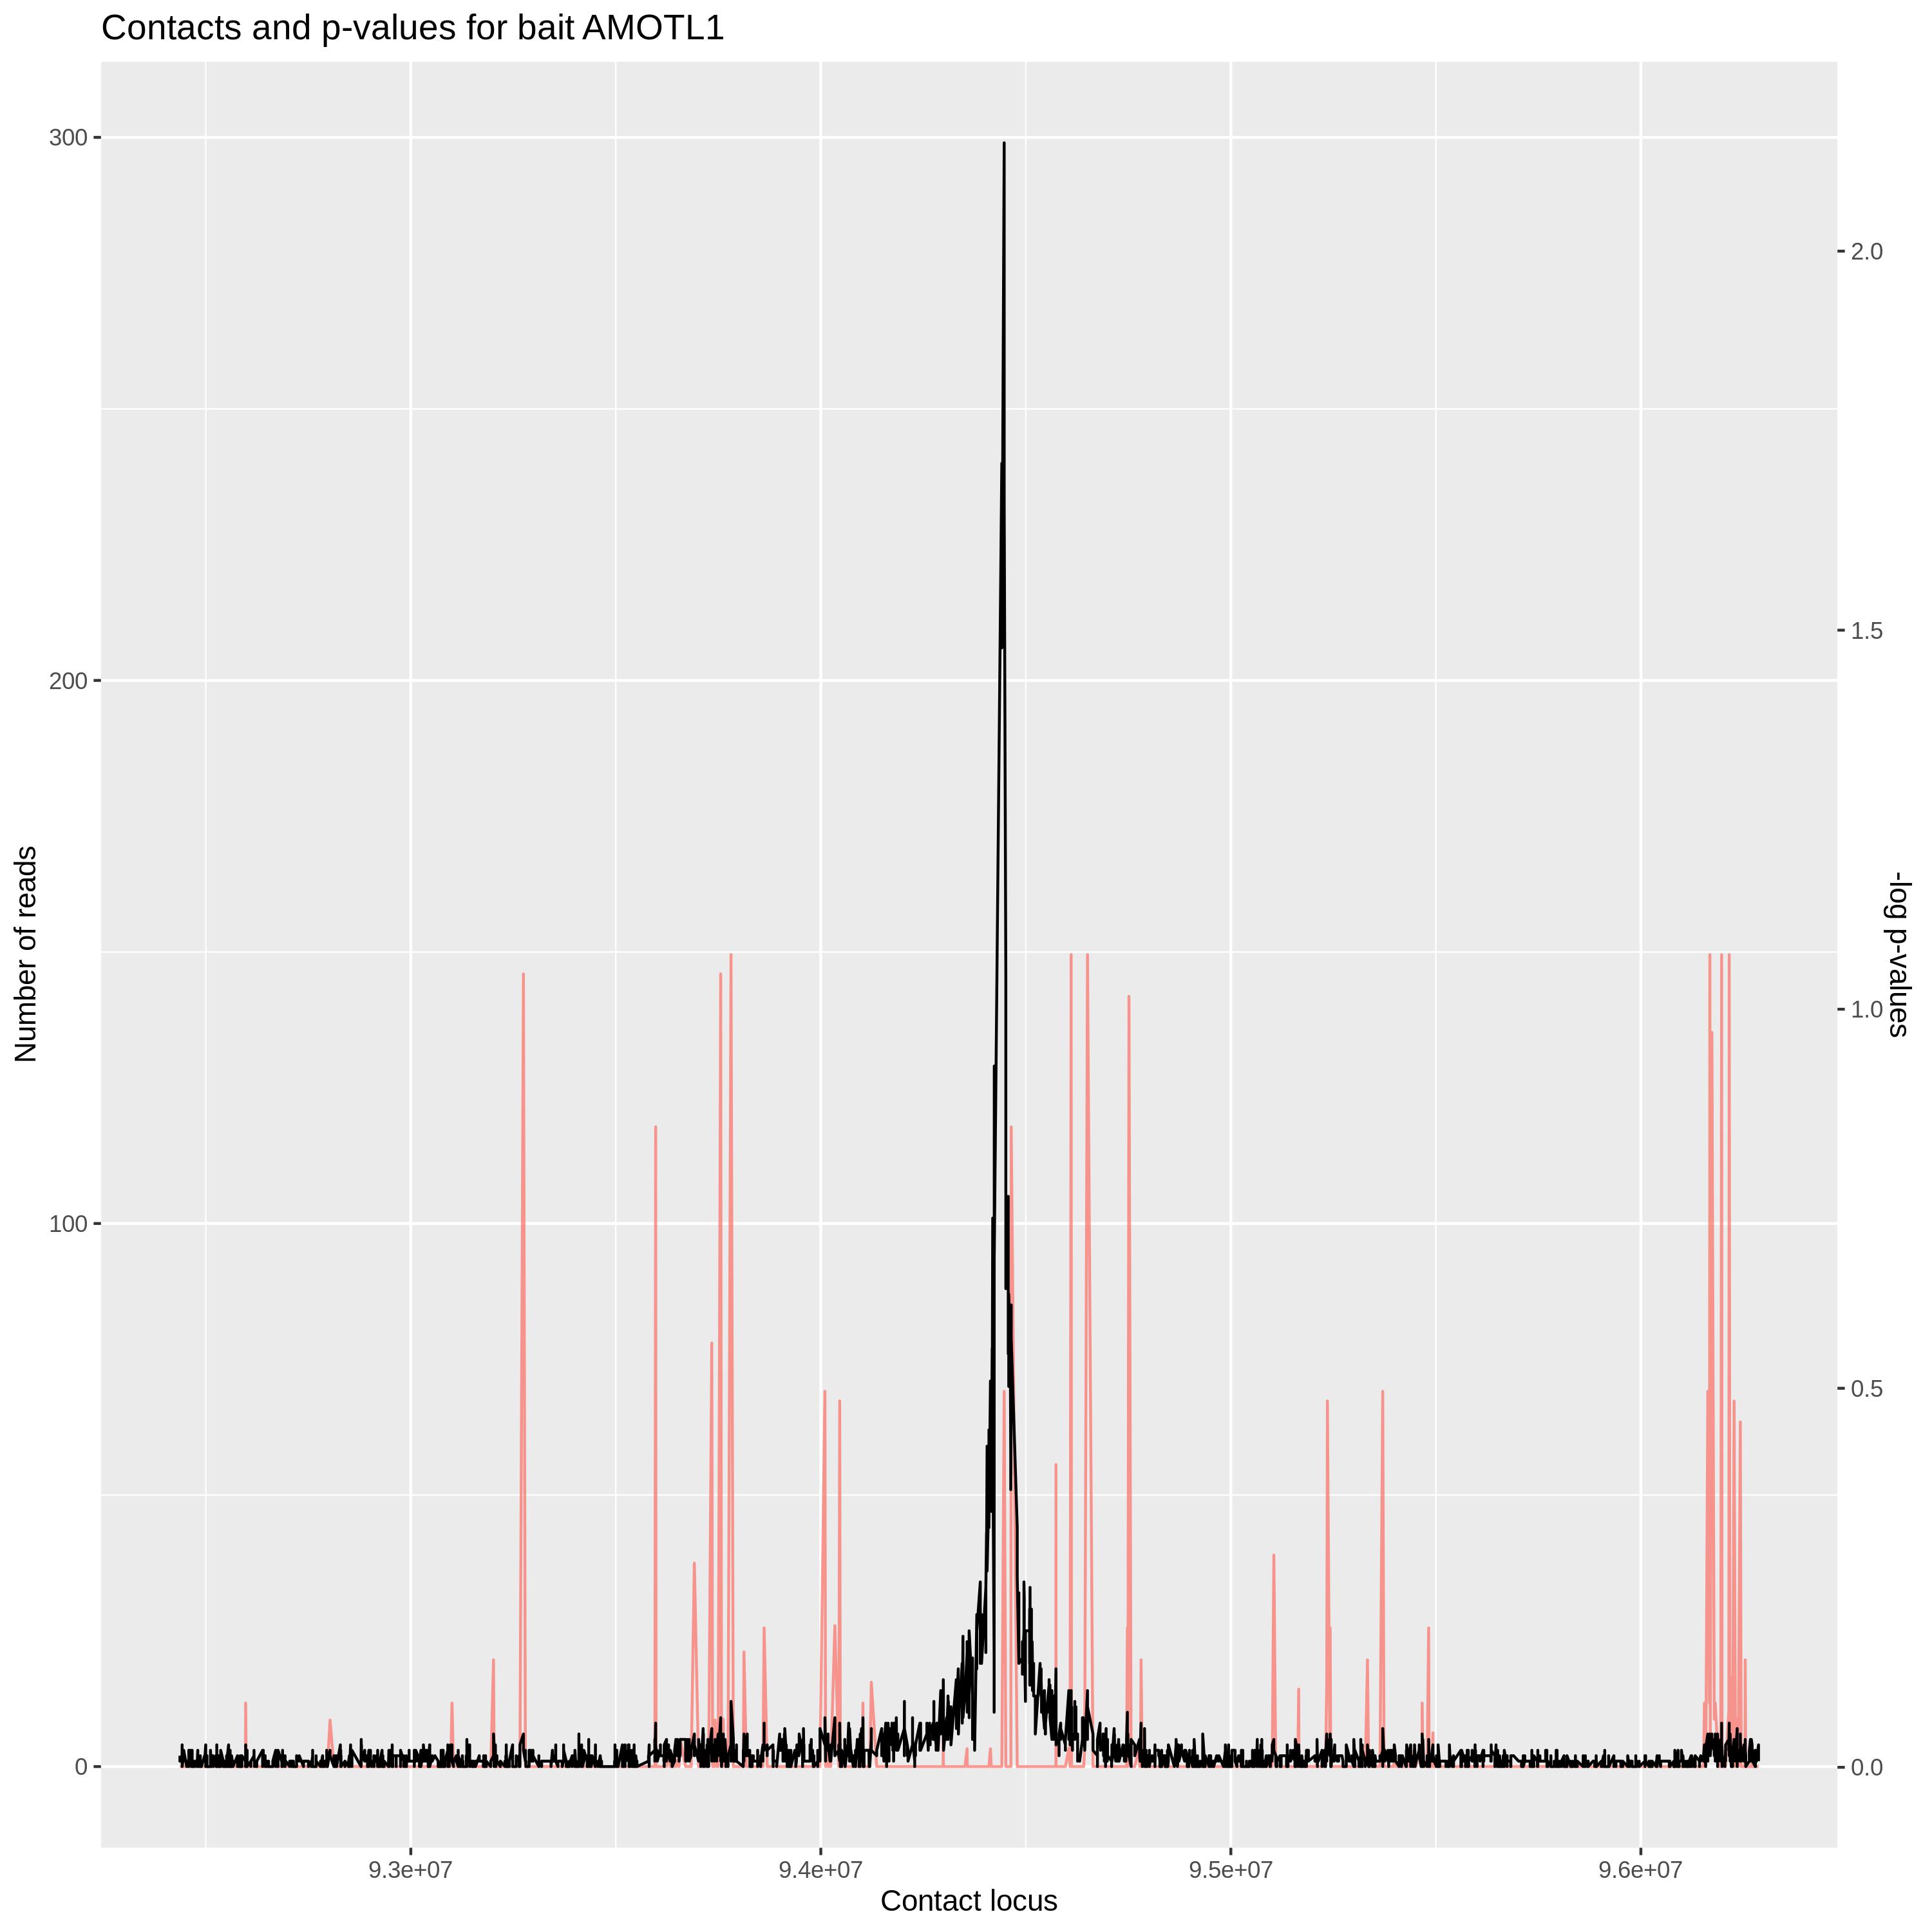 Contacts and p-values for bait AMOTL1
300
200
100
0
Number of reads
2.0
1.5
1.0
0.5
0.0
-log p-values
9.3e+07
9.4e+07
9.5e+07
9.6e+07
Contact locus